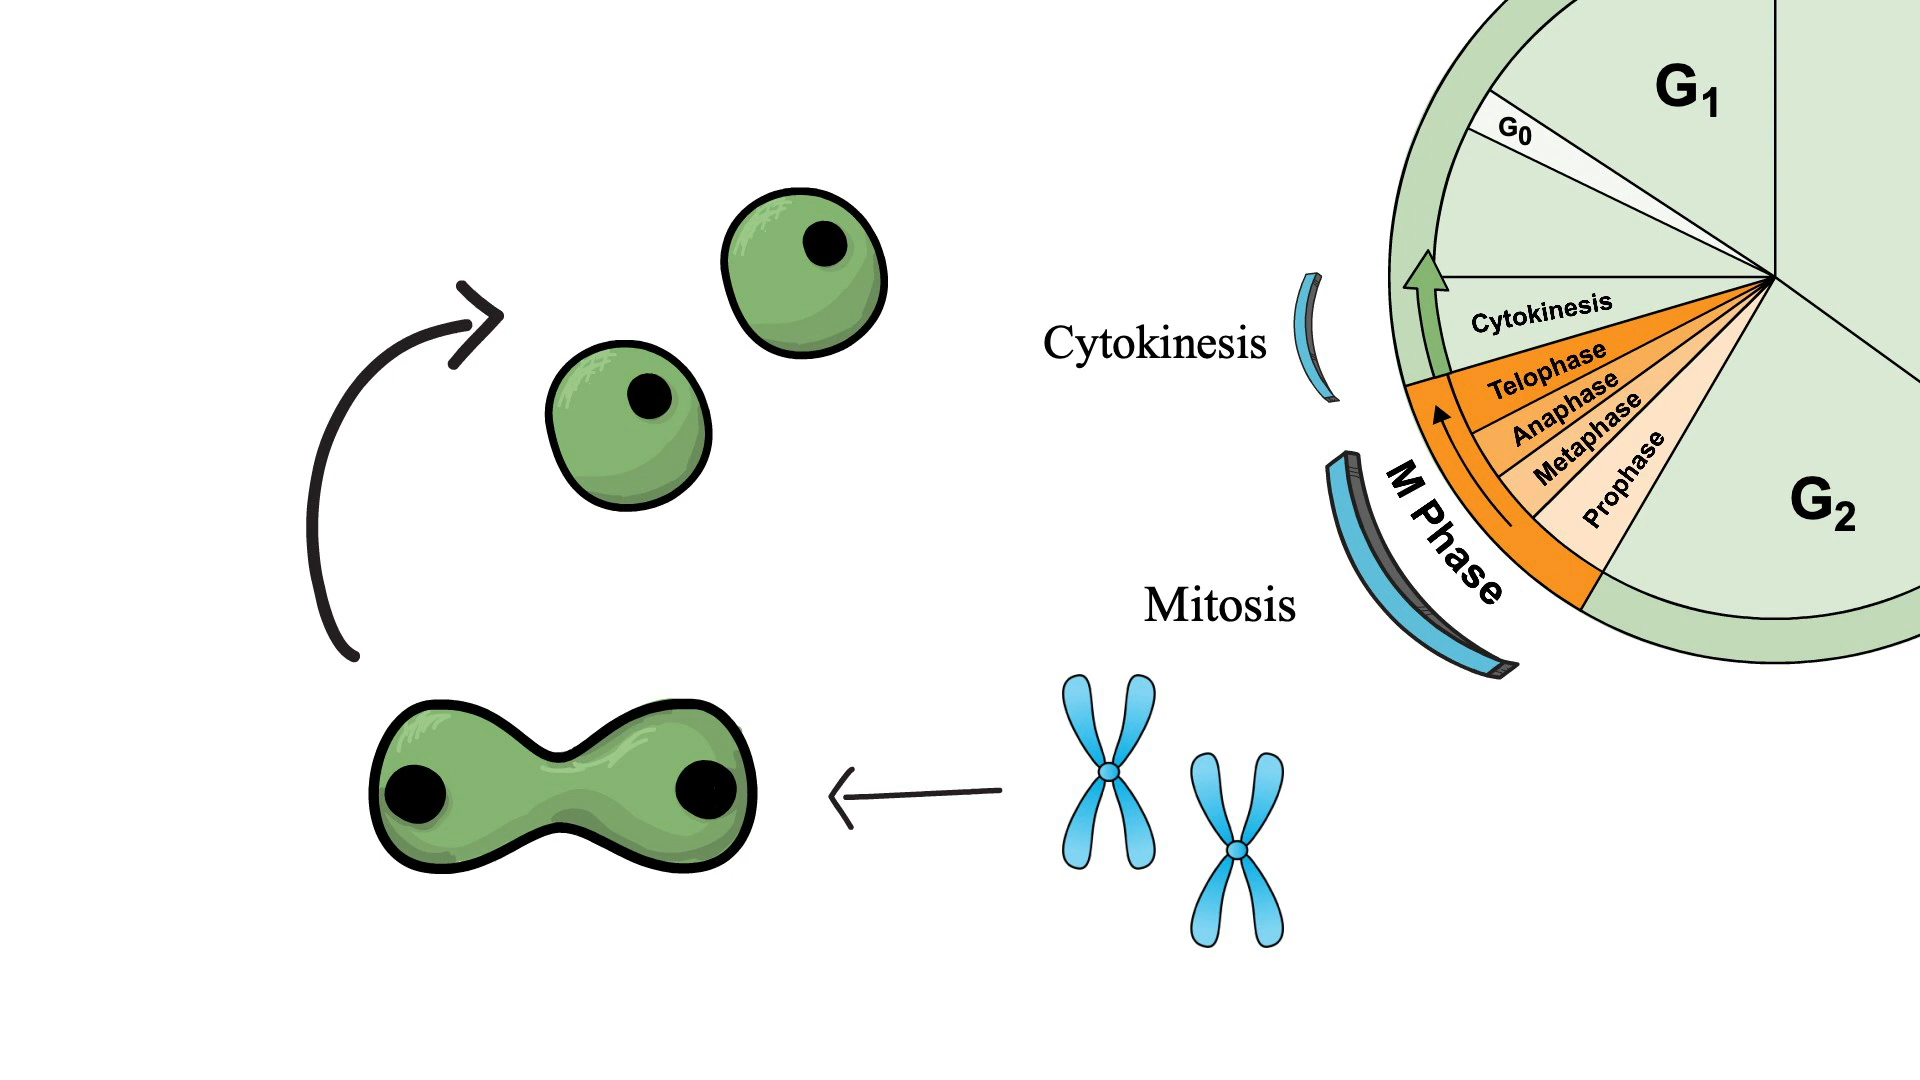 G₁
G₀
Cytokinesis
Telophase
Anaphase
Metaphase
Prophase
G₂
M Phase
Cytokinesis
Mitosis